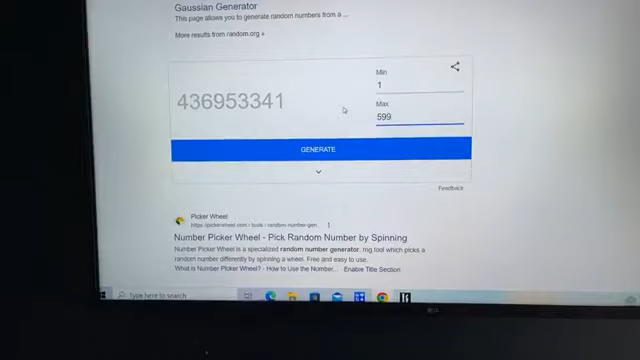 Gaussian Generator
This page allows you to generate random numbers from a ...
More results from random.org »
Min
1
436953341
Max
599
GENERATE
Feedback
Picker Wheel
https://pickerwheel.com › tools › random-number-gen...
Number Picker Wheel - Pick Random Number by Spinning
Number Picker Wheel is a specialized random number generator, rng tool which picks a
random number differently by spinning a wheel. Free and easy to use.
What is Number Picker Wheel? · How to Use the Number... · Enable Title Section
Type here to search